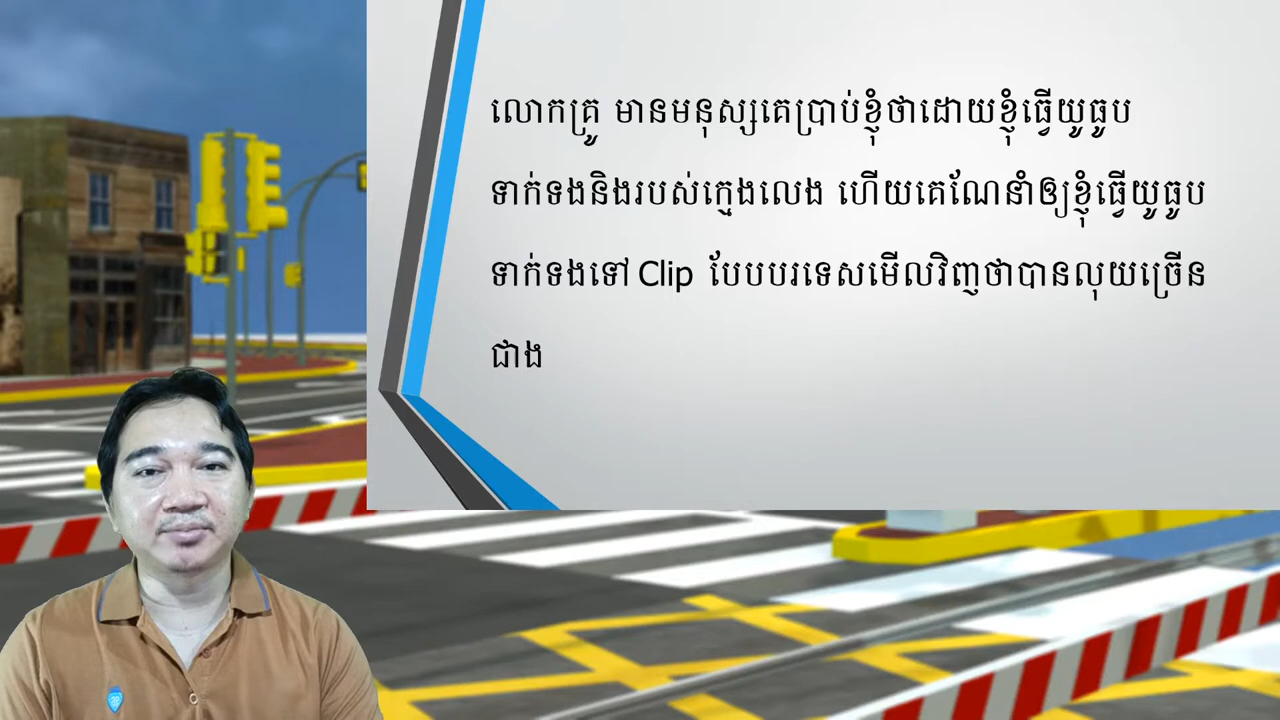 លោកគ្រូ មានមនុស្សគេប្រាប់ខ្ញុំថាដោយខ្ញុំធ្វើយូធូប
ទាក់ទងនិងរបស់ក្មេងលេង ហើយគេណែនាំឲ្យខ្ញុំធ្វើយូធូប
ទាក់ទងទៅ Clip បែបបរទេសមើលវិញថាបានលុយច្រើន
ជាង